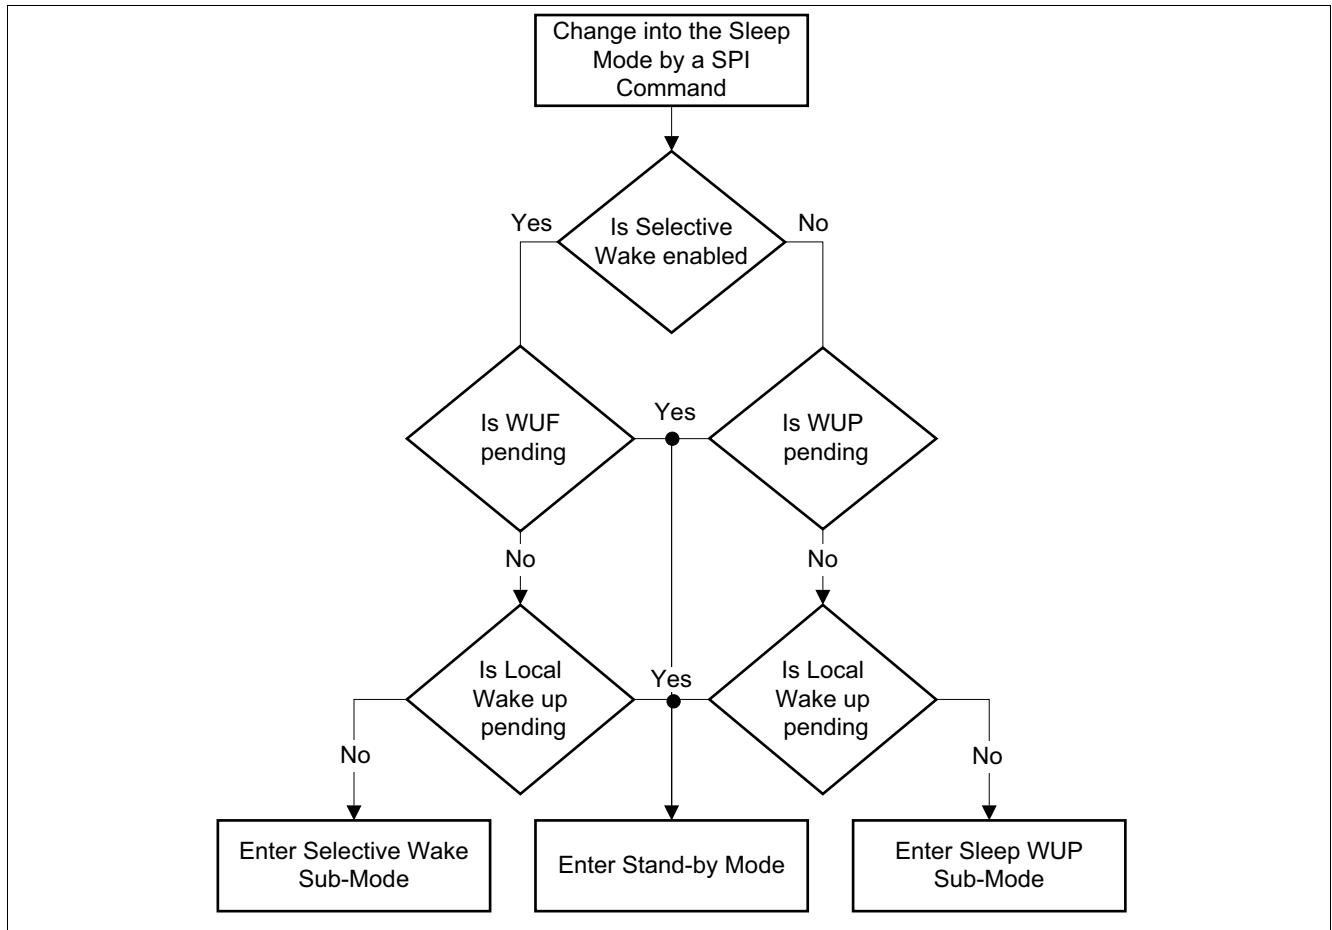 Change into the Sleep
Mode by a SPI
Command
Yes
Is Selective
Wake enabled
No
Is WUF
pending
Yes
Is WUP
pending
No
No
Is Local
Wake up
pending
Yes
Is Local
Wake up
pending
No
No
Enter Selective Wake
Sub-Mode
Enter Stand-by Mode
Enter Sleep WUP
Sub-Mode